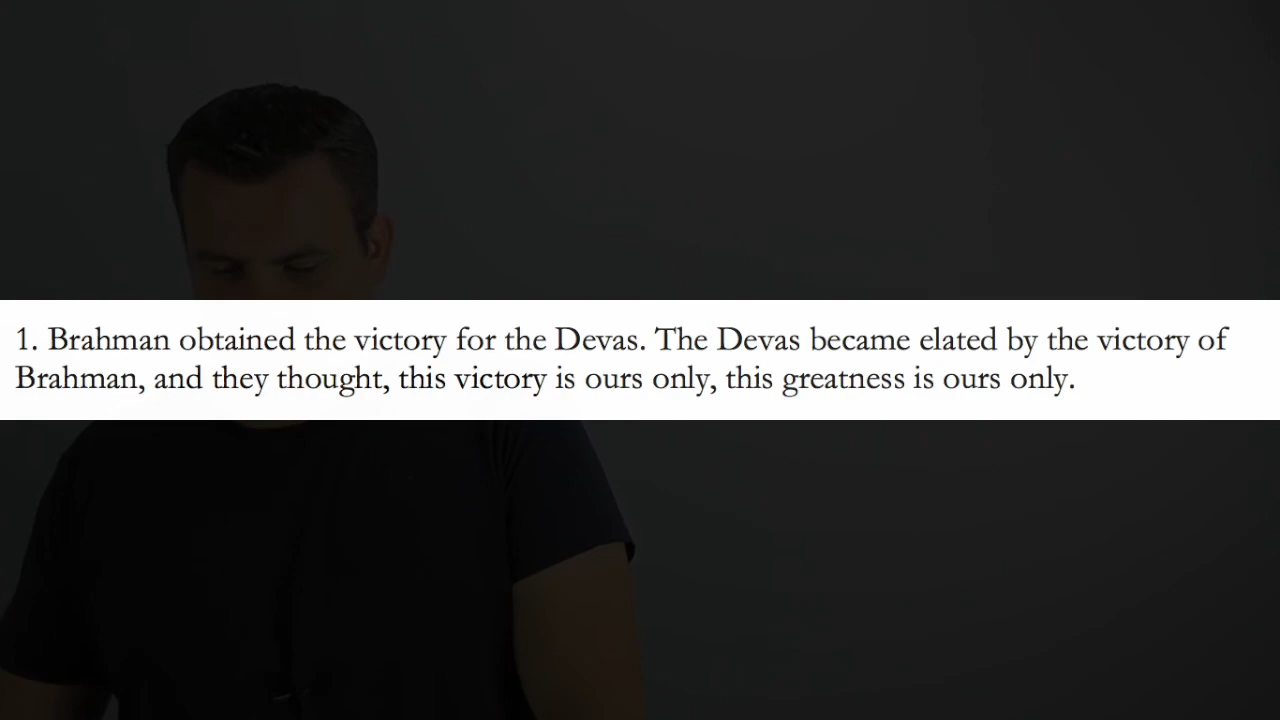 1. Brahman obtained the victory for the Devas. The Devas became elated by the victory of
Brahman, and they thought, this victory is ours only, this greatness is ours only.